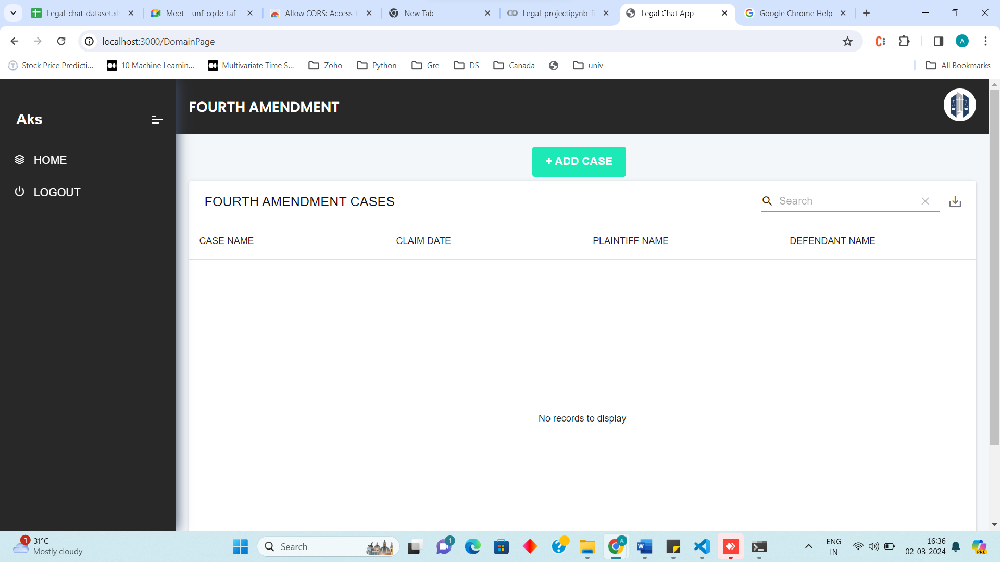 Legal_chat_dataset.xl
Meet – unf-cqde-taf
Allow CORS: Access-C
New Tab
Legal_projectipynb_fi
Legal Chat App
Google Chrome Help
localhost:3000/DomainPage
A
Stock Price Predicti...
10 Machine Learnin...
Multivariate Time S...
Zoho
Python
Gre
DS
Canada
univ
All Bookmarks
Aks
HOME
LOGOUT
FOURTH AMENDMENT
+ ADD CASE
FOURTH AMENDMENT CASES
Search
CASE NAME
CLAIM DATE
PLAINTIFF NAME
DEFENDANT NAME
No records to display
1
31°C
Mostly cloudy
Search
1
A
W
ENG
IN
16:36
02-03-2024
PRE